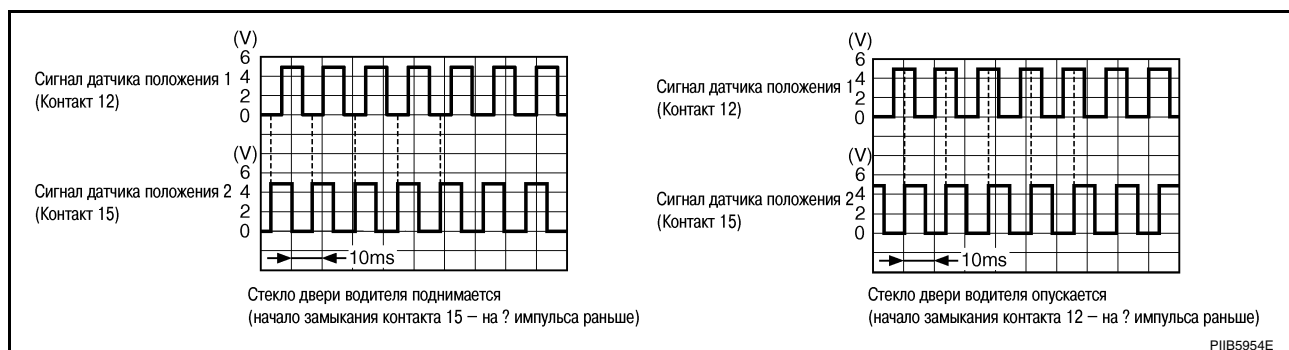 (V)
6
4
2
0
Сигнал датчика положения 1
(Контакт 12)
(V)
6
4
2
0
Сигнал датчика положения 2
(Контакт 15)
10ms
Стекло двери водителя поднимается
(начало замыкания контакта 15 – на ? импульса раньше)
(V)
6
4
2
0
Сигнал датчика положения 1
(Контакт 12)
(V)
6
4
2
0
Сигнал датчика положения 2
(Контакт 15)
10ms
Стекло двери водителя опускается
(начало замыкания контакта 12 – на ? импульса раньше)
PIIB5954E